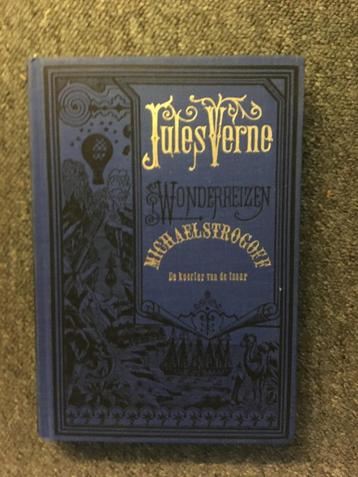 Jules Verne
Wonderreizen
Michael Strogoff
De koerier van de tsaar